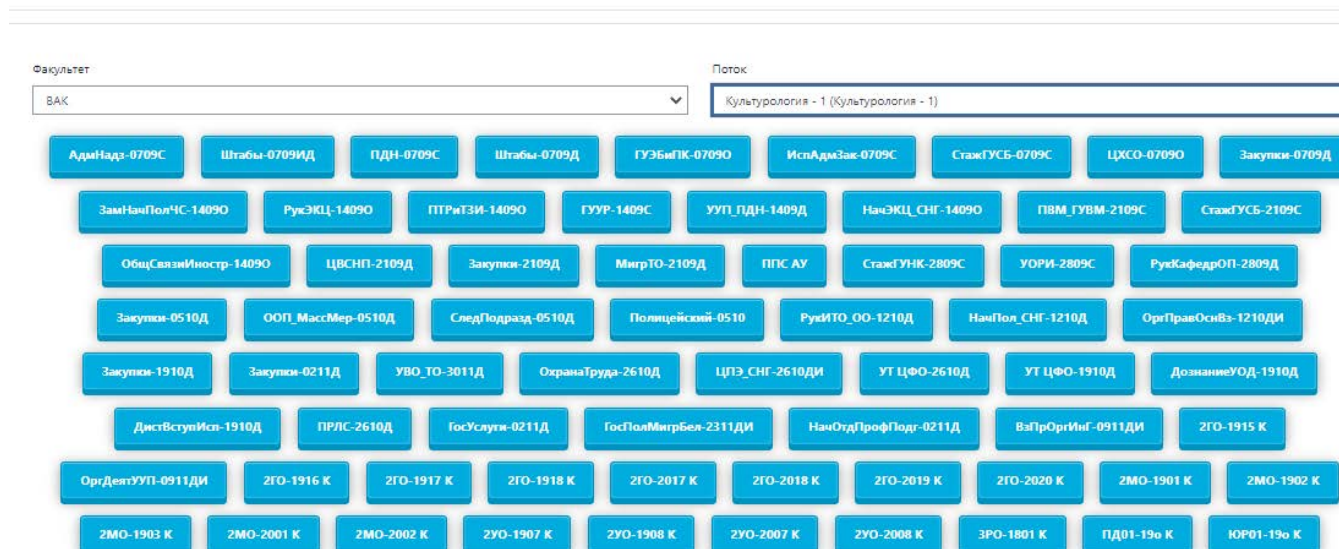 Факультет Поток
ВАК Культурология - 1 (Культурология - 1)
АдмНадз-0709С Штабы-0709ИД ПДН-0709С Штабы-0709Д ГУЭБиПК-0709О ИспАдмЗак-0709С СтажГУСБ-0709С ЦХСО-0709О Закупки-0709Д
ЗамНачПолЧС-1409О РукЭКЦ-1409О ПТРиТЗИ-1409О ГУУР-1409С УУП_ПДН-1409Д НачЭКЦ_СНГ-1409О ПВМ_ГУВМ-2109С СтажГУСБ-2109С
ОбщСвязиИностр-1409О ЦВСНП-2109Д Закупки-2109Д МигрТО-2109Д ППС АУ СтажГУНК-2809С УОРИ-2809С РукКафедрОП-2809Д
Закупки-0510Д ООП_МассМер-0510Д СледПодразд-0510Д Полицейский-0510 РукИТО_ОО-1210Д НачПол_СНГ-1210Д ОргПравОснВз-1210ДИ
Закупки-1910Д Закупки-0211Д УВО_ТО-3011Д ОхранаТруда-2610Д ЦПЭ_СНГ-2610ДИ УТ ЦФО-2610Д УТ ЦФО-1910Д ДознаниеУОД-1910Д
ДистВступИсп-1910Д ПРЛС-2610Д ГосУслуги-0211Д ГосПолМигрБел-2311ДИ НачОтдПрофПодг-0211Д ВзПрОргИнГ-0911ДИ 2ГО-1915 К
ОргДеятУУП-0911ДИ 2ГО-1916 К 2ГО-1917 К 2ГО-1918 К 2ГО-2017 К 2ГО-2018 К 2ГО-2019 К 2ГО-2020 К 2МО-1901 К 2МО-1902 К
2МО-1903 К 2МО-2001 К 2МО-2002 К 2УО-1907 К 2УО-1908 К 2УО-2007 К 2УО-2008 К 3РО-1801 К ПД01-19о К ЮР01-19о К